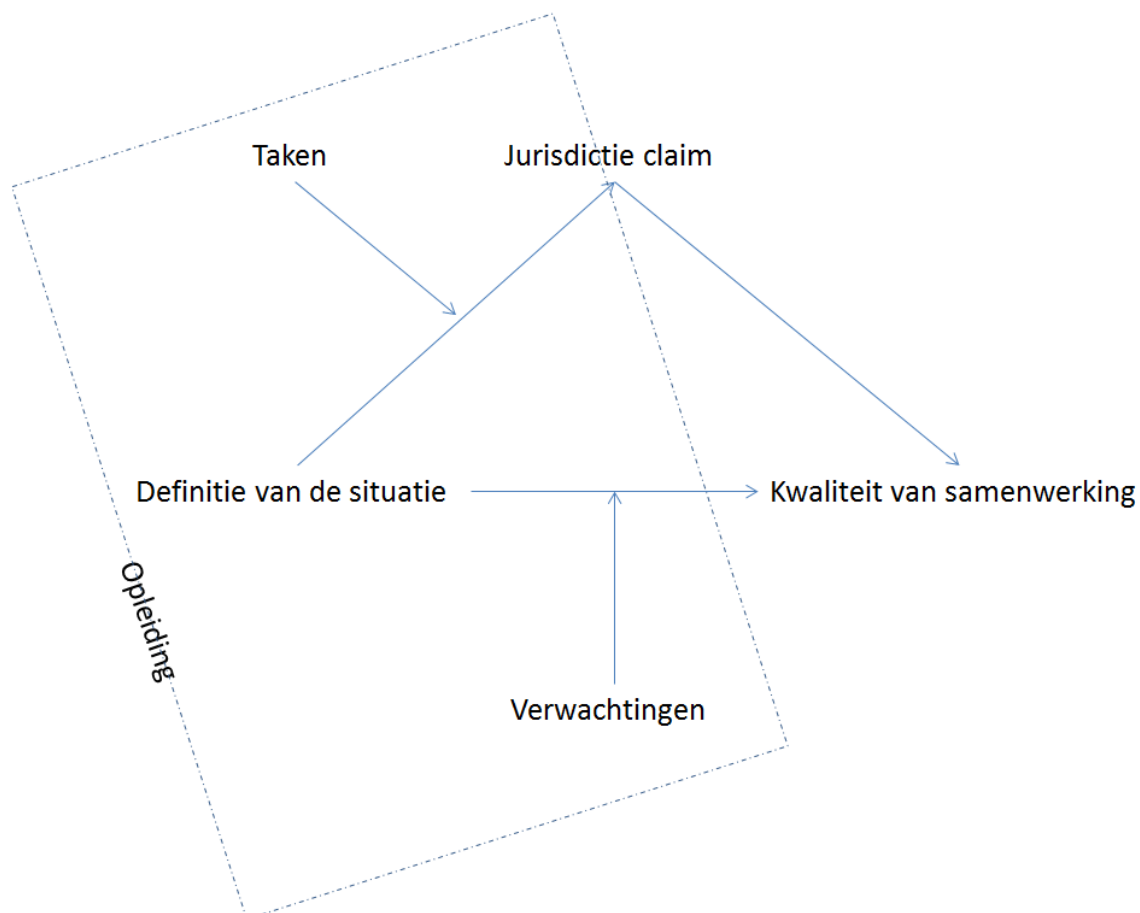 Taken
Jurisdictie claim
Definitie van de situatie
Kwaliteit van samenwerking
Opleiding
Verwachtingen